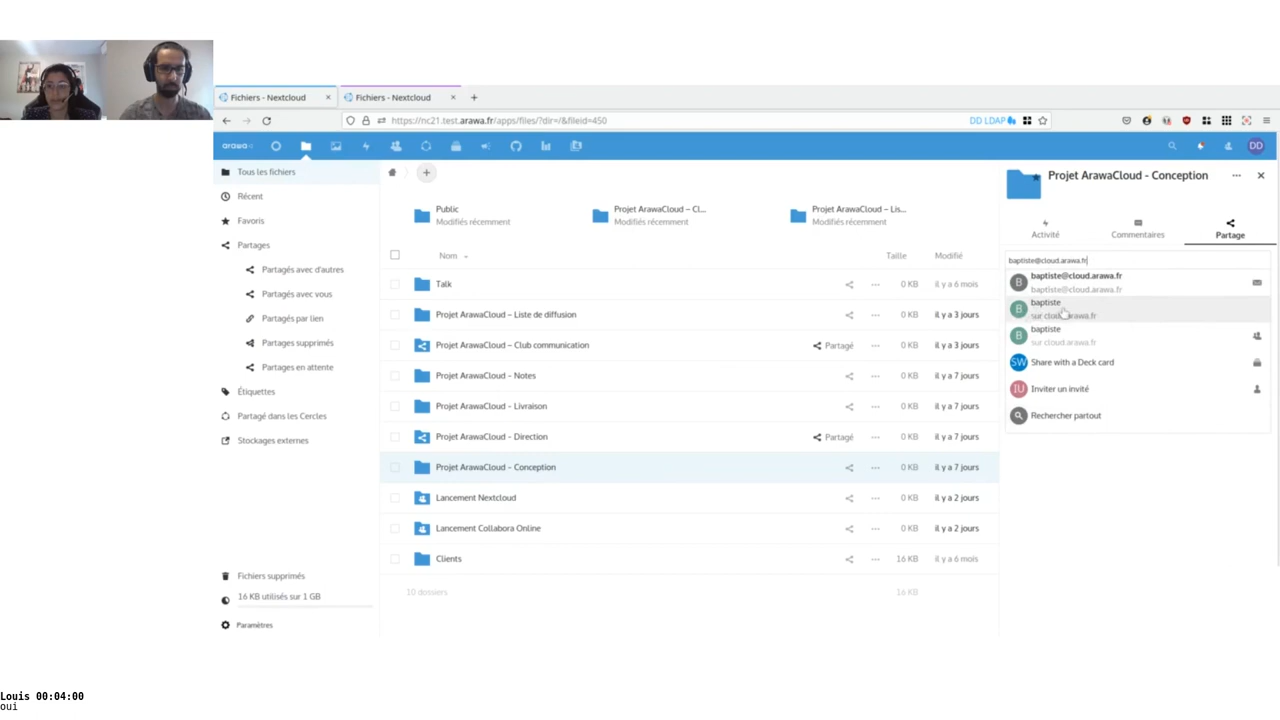 Fichiers - Nextcloud
Fichiers - Nextcloud
https://nc21.test.arawa.fr/apps/files/?dir=/&fileid=450
DD LDAP
arawa
DD
Tous les fichiers
Récent
Favoris
Partages
Partagés avec d'autres
Partagés avec vous
Partagés par lien
Partages supprimés
Partages en attente
Étiquettes
Partagé dans les Cercles
Stockages externes
Fichiers supprimés
16 KB utilisés sur 1 GB
Paramètres
Public
Modifiés récemment
Projet ArawaCloud – Cl...
Modifiés récemment
Projet ArawaCloud – Lis...
Modifiés récemment
Nom Taille Modifié
Talk 0 KB il y a 6 mois
Projet ArawaCloud – Liste de diffusion 0 KB il y a 3 jours
Projet ArawaCloud – Club communication Partagé 0 KB il y a 3 jours
Projet ArawaCloud – Notes 0 KB il y a 7 jours
Projet ArawaCloud – Livraison 0 KB il y a 7 jours
Projet ArawaCloud – Direction Partagé 0 KB il y a 7 jours
Projet ArawaCloud – Conception 0 KB il y a 7 jours
Lancement Nextcloud 0 KB il y a 2 jours
Lancement Collabora Online 0 KB il y a 2 jours
Clients 16 KB il y a 6 mois
10 dossiers 16 KB
Projet ArawaCloud - Conception
Activité
Commentaires
Partage
baptiste@cloud.arawa.fr
B
baptiste@cloud.arawa.fr
baptiste@cloud.arawa.fr
B
baptiste
sur cloud.arawa.fr
B
baptiste
sur cloud.arawa.fr
SW Share with a Deck card
IU Inviter un invité
Rechercher partout
Louis 00:04:00
oui